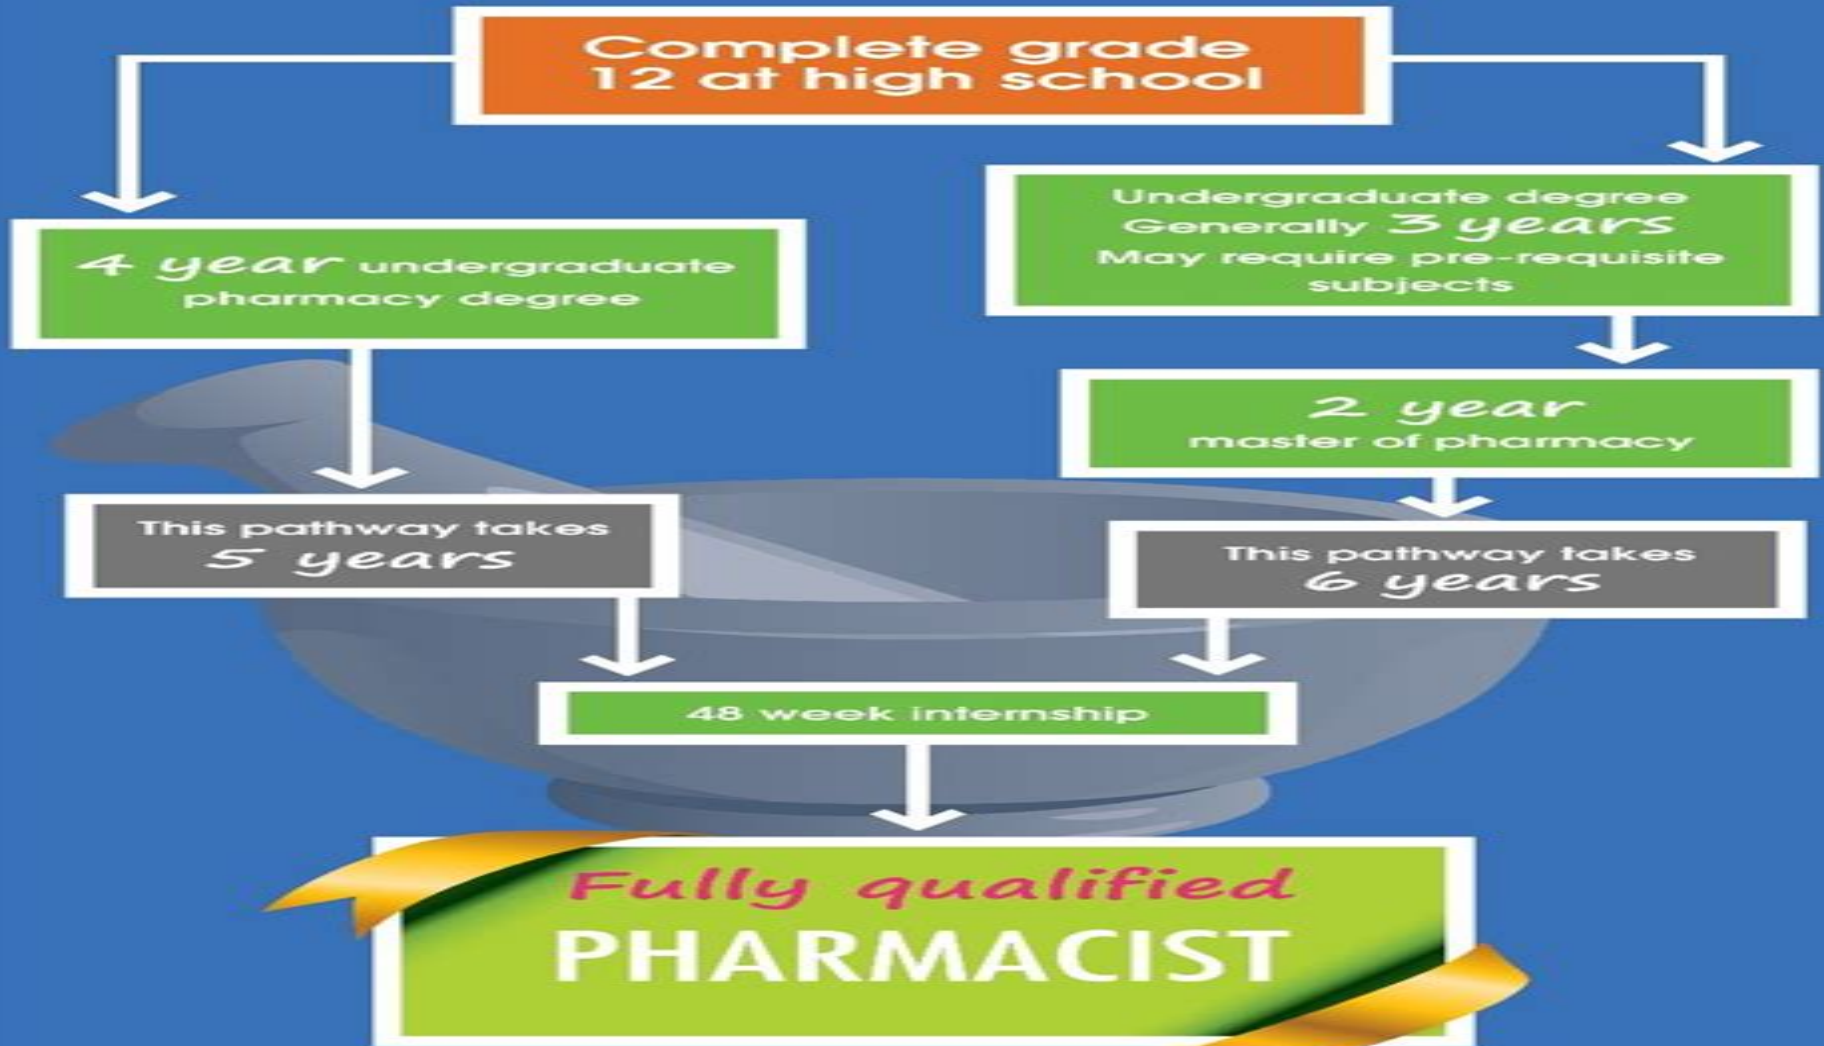 Complete grade
12 at high school
4 year undergraduate
pharmacy degree
Undergraduate degree
Generally 3 years
May require pre-requisite
subjects
2 year
master of pharmacy
This pathway takes
5 years
This pathway takes
6 years
48 week internship
Fully qualified
PHARMACIST